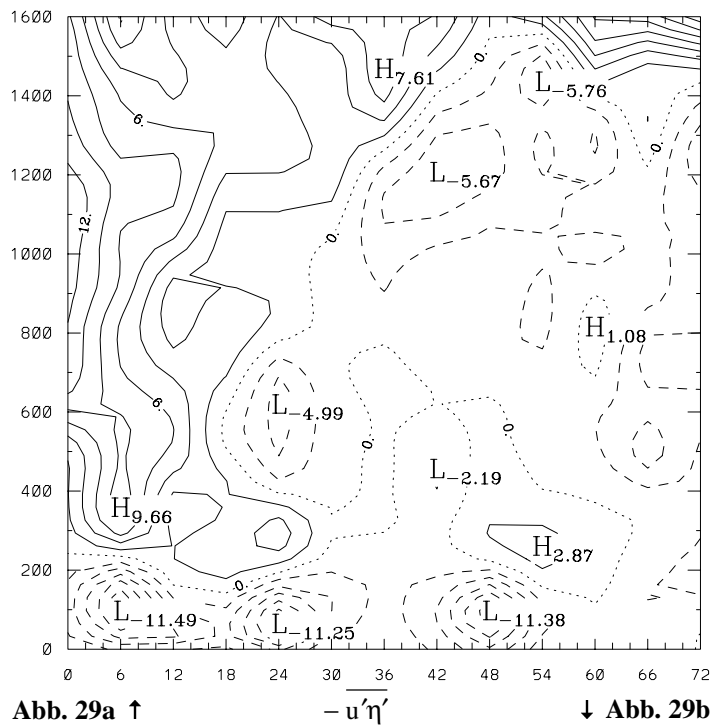 1600
1400
1200
1000
800
600
400
200
0
H7.61
L−5.76
L−5.67
H1.08
L−4.99
L−2.19
H9.66
H2.87
L−11.49
L−11.25
L−11.38
6.
12.
6.
0.
0.
0.
0.
0.
0.
0.
0 6 12 18 24 30 36 42 48 54 60 66 72
Abb. 29a ↑ − u′η′ ↓ Abb. 29b